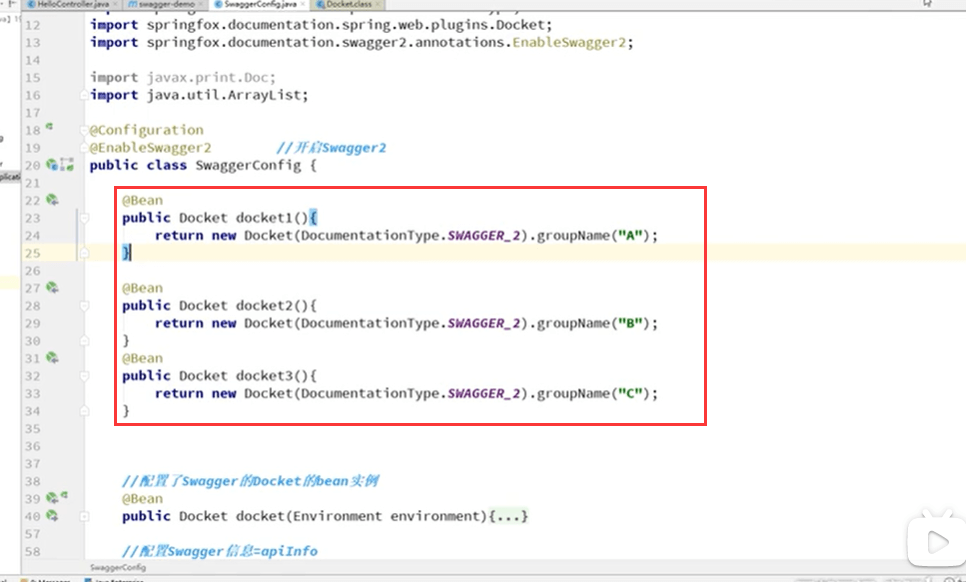 HelloController.java swagger-demo SwaggerConfig.java Docket.class
12 import springfox.documentation.spring.web.plugins.Docket;
13 import springfox.documentation.swagger2.annotations.EnableSwagger2;
14
15 import javax.print.Doc;
16 import java.util.ArrayList;
17
18 @Configuration
19 @EnableSwagger2 //开启Swagger2
20 public class SwaggerConfig {
21
22 @Bean
23 public Docket docket1(){
24 return new Docket(DocumentationType.SWAGGER_2).groupName("A");
25 }
26
27 @Bean
28 public Docket docket2(){
29 return new Docket(DocumentationType.SWAGGER_2).groupName("B");
30 }
31 @Bean
32 public Docket docket3(){
33 return new Docket(DocumentationType.SWAGGER_2).groupName("C");
34 }
35
36
37
38 //配置了Swagger的Docket的bean实例
39 @Bean
40 public Docket docket(Environment environment){...}
57
58 //配置Swagger信息=apiInfo
SwaggerConfig